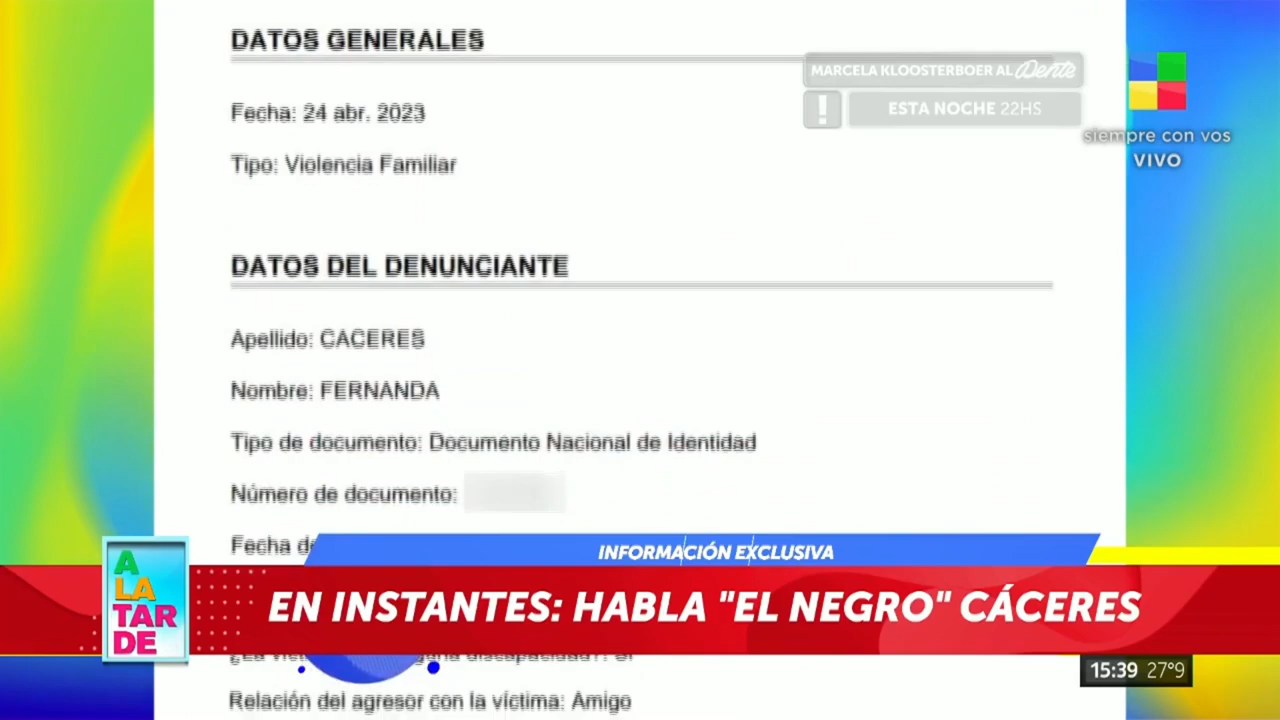 DATOS GENERALES
MARCELA KLOOSTERBOER AL Dente
! ESTA NOCHE 22HS
Fecha: 24 abr. 2023
siempre con vos
VIVO
Tipo: Violencia Familiar
DATOS DEL DENUNCIANTE
Apellido: CACERES
Nombre: FERNANDA
Tipo de documento: Documento Nacional de Identidad
Número de documento:
Fecha
INFORMACIÓN EXCLUSIVA
A
LA
TAR
DE
EN INSTANTES: HABLA "EL NEGRO" CÁCERES
15:39 27°9
Relación del agresor con la víctima: Amigo